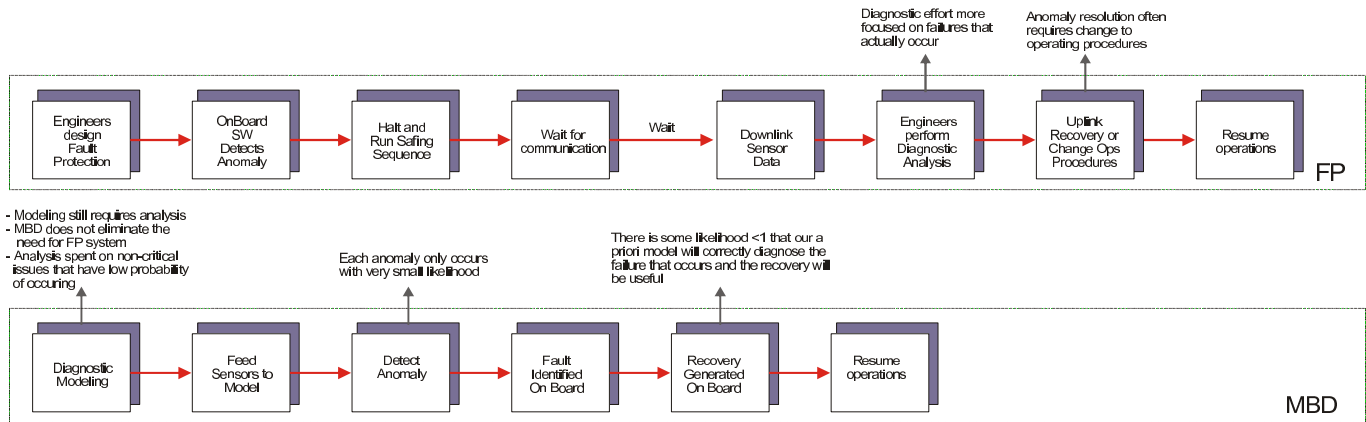 Diagnostic effort more
focused on failures that
actually occur
Anomaly resolution often
requires change to
operating procedures
Engineers
design
Fault
Protection
OnBoard
SW
Detects
Anomaly
Halt and
Run Safing
Sequence
Wait for
communication
Wait
Downlink
Sensor
Data
Engineers
perform
Diagnostic
Analysis
Uplink
Recovery or
Change Ops
Procedures
Resume
operations
FP
- Modeling still requires analysis
- MBD does not eliminate the
need for FP system
- Analysis spent on non-critical
issues that have low probability
of occuring
Each anomaly only occurs
with very small likelihood
There is some likelihood <1 that our a
priori model will correctly diagnose the
failure that occurs and the recovery will
be useful
Diagnostic
Modeling
Feed
Sensors to
Model
Detect
Anomaly
Fault
Identified
On Board
Recovery
Generated
On Board
Resume
operations
MBD